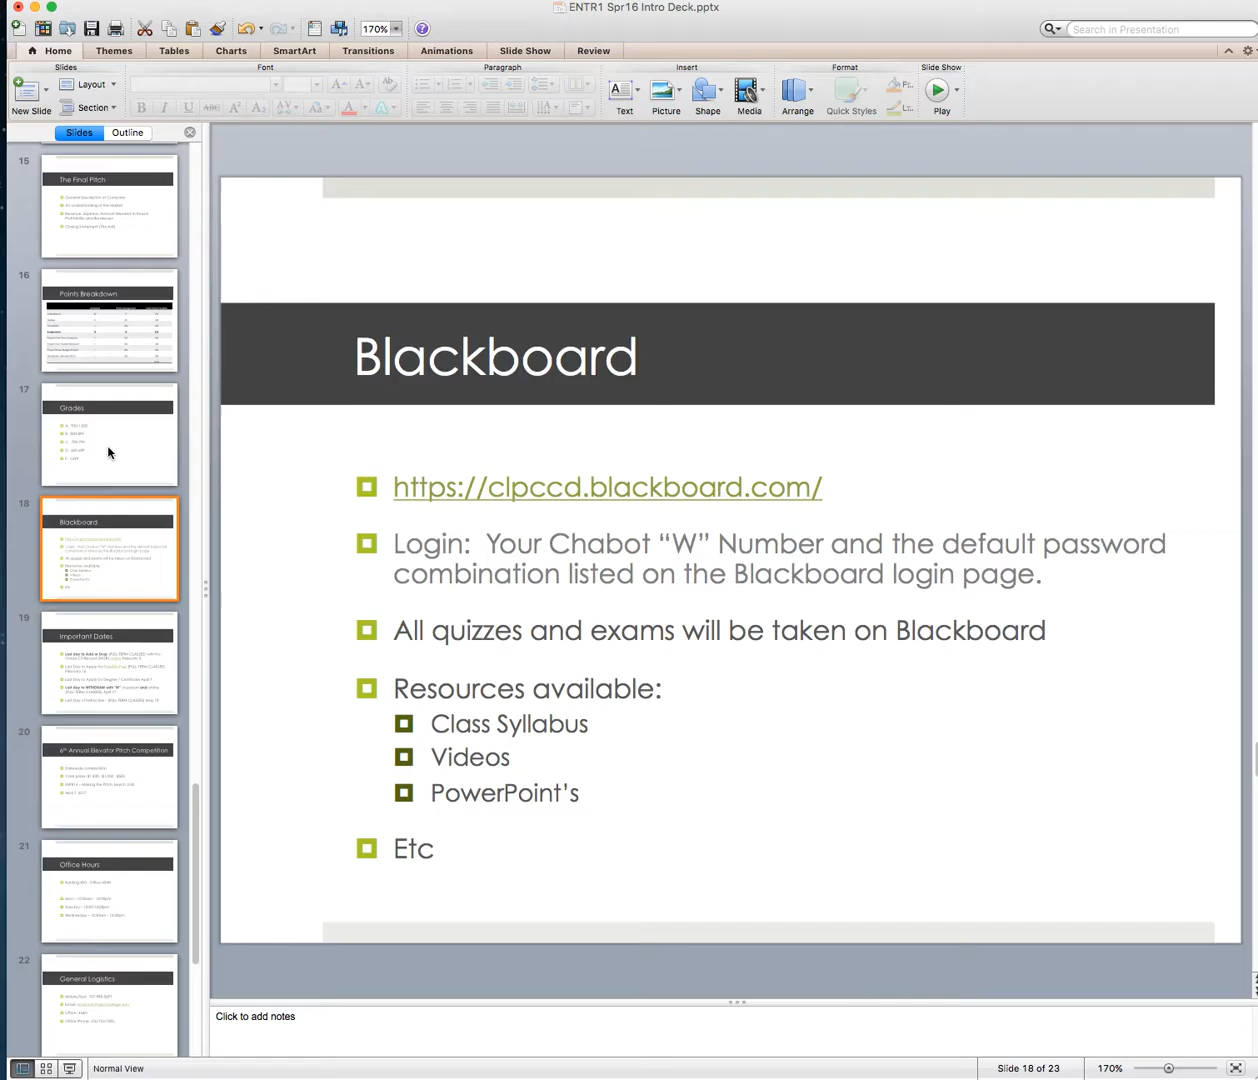 ENTR1 Spr16 Intro Deck.pptx
170%
Search in Presentation
Home
Themes
Tables
Charts
SmartArt
Transitions
Animations
Slide Show
Review
Slides
Font
Paragraph
Insert
Format
Slide Show
New Slide
Layout
Section
Text
Picture
Shape
Media
Arrange
Quick Styles
Play
Slides
Outline
15
The Final Pitch
16
Points Breakdown
17
Grades
18
Blackboard
19
Important Dates
20
6th Annual Elevator Pitch Competition
21
Office Hours
22
General Logistics
Blackboard
https://clpccd.blackboard.com/
Login: Your Chabot “W” Number and the default password
combination listed on the Blackboard login page.
All quizzes and exams will be taken on Blackboard
Resources available:
Class Syllabus
Videos
PowerPoint’s
Etc
Click to add notes
Normal View
Slide 18 of 23
170%